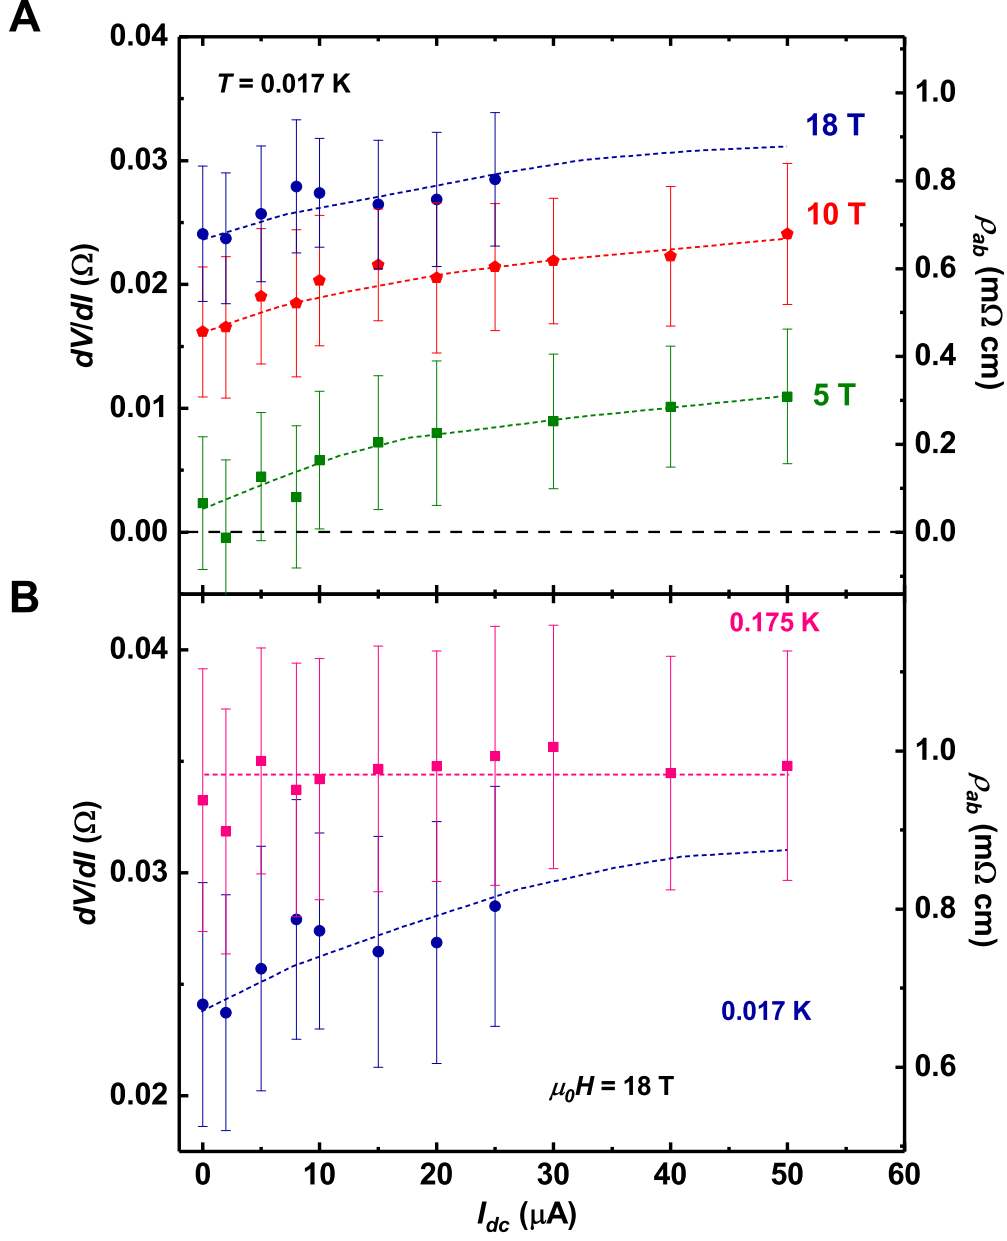 A
0.04
0.03
0.02
0.01
0.00
dV/dI (Ω)
T = 0.017 K
18 T
10 T
5 T
1.0
0.8
0.6
0.4
0.2
0.0
ρab (mΩ cm)
B
0.04
0.03
0.02
dV/dI (Ω)
0.175 K
0.017 K
μ0H = 18 T
1.0
0.8
0.6
ρab (mΩ cm)
0 10 20 30 40 50 60
Idc (μA)